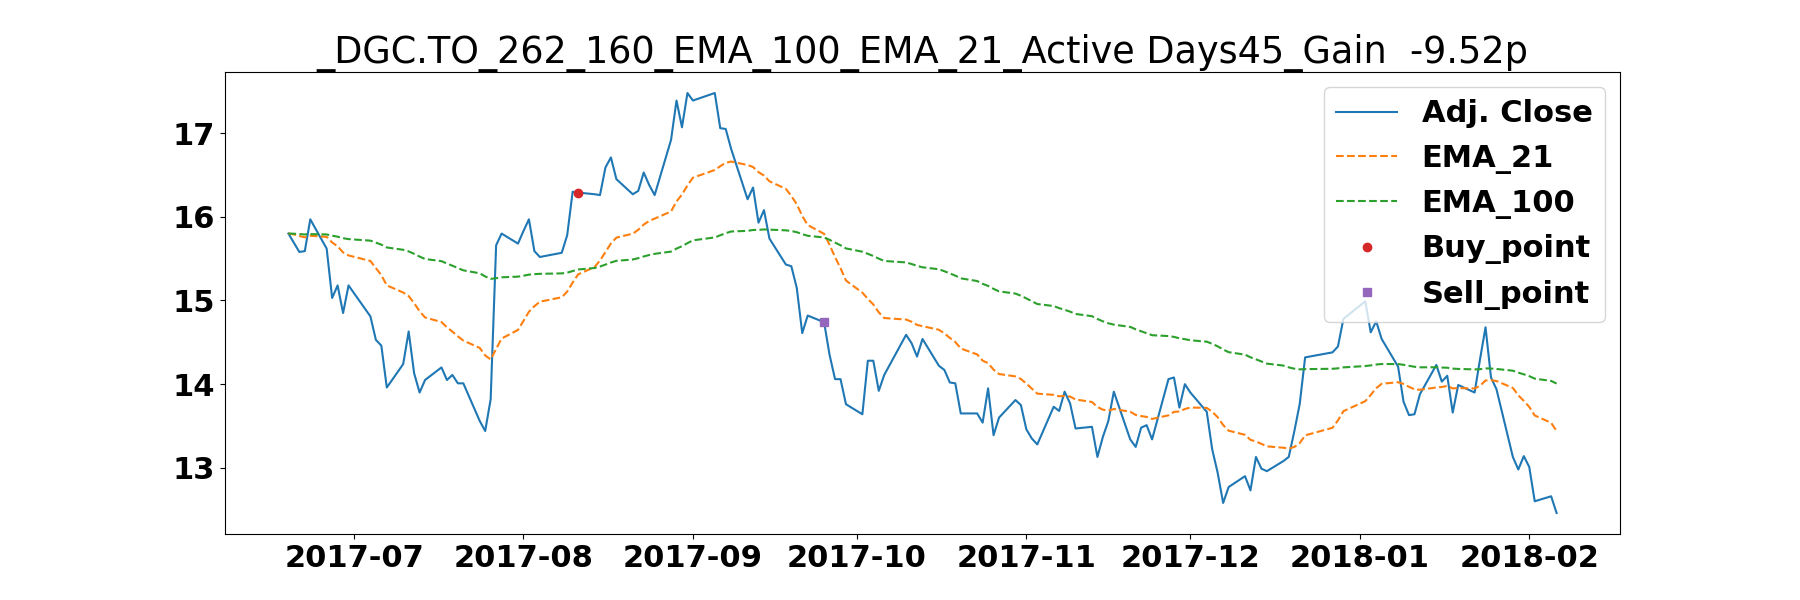 _DGC.TO_262_160_EMA_100_EMA_21_Active Days45_Gain  -9.52p
Adj. Close
EMA_21
EMA_100
Buy_point
Sell_point
17
16
15
14
13
2017-07 2017-08 2017-09 2017-10 2017-11 2017-12 2018-01 2018-02